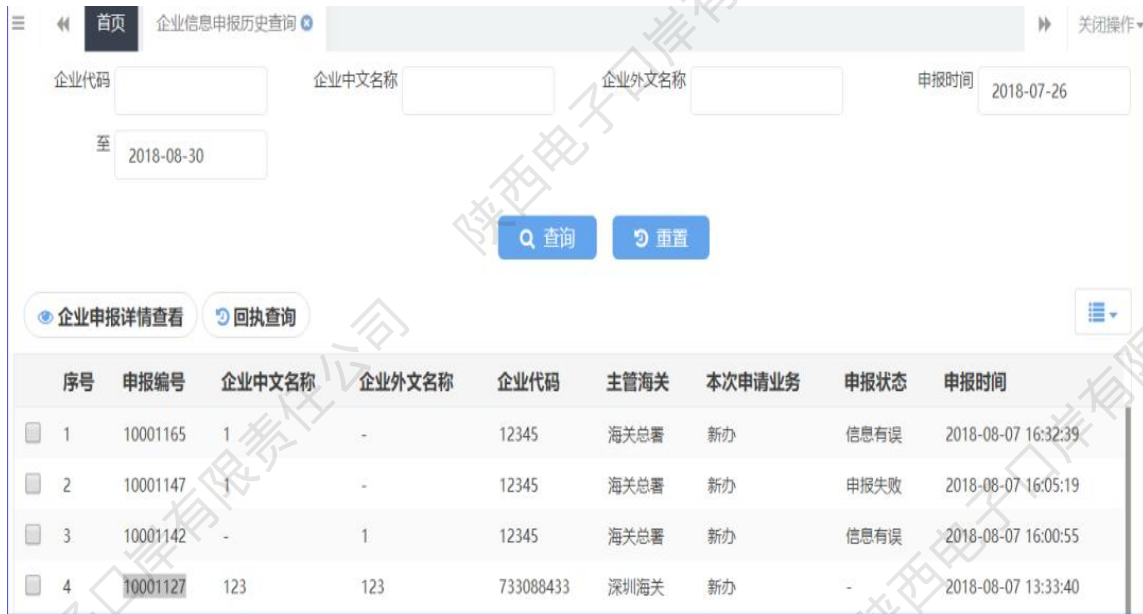 首页 企业信息申报历史查询 关闭操作
企业代码 企业中文名称 企业外文名称 申报时间 2018-07-26
至 2018-08-30
查询 重置
企业申报详情查看 回执查询
序号 申报编号 企业中文名称 企业外文名称 企业代码 主管海关 本次申请业务 申报状态 申报时间
1 10001165 1 - 12345 海关总署 新办 信息有误 2018-08-07 16:32:39
2 10001147 1 - 12345 海关总署 新办 申报失败 2018-08-07 16:05:19
3 10001142 - 1 12345 海关总署 新办 信息有误 2018-08-07 16:00:55
4 10001127 123 123 733088433 深圳海关 新办 - 2018-08-07 13:33:40
陕西电子口岸有限责任公司